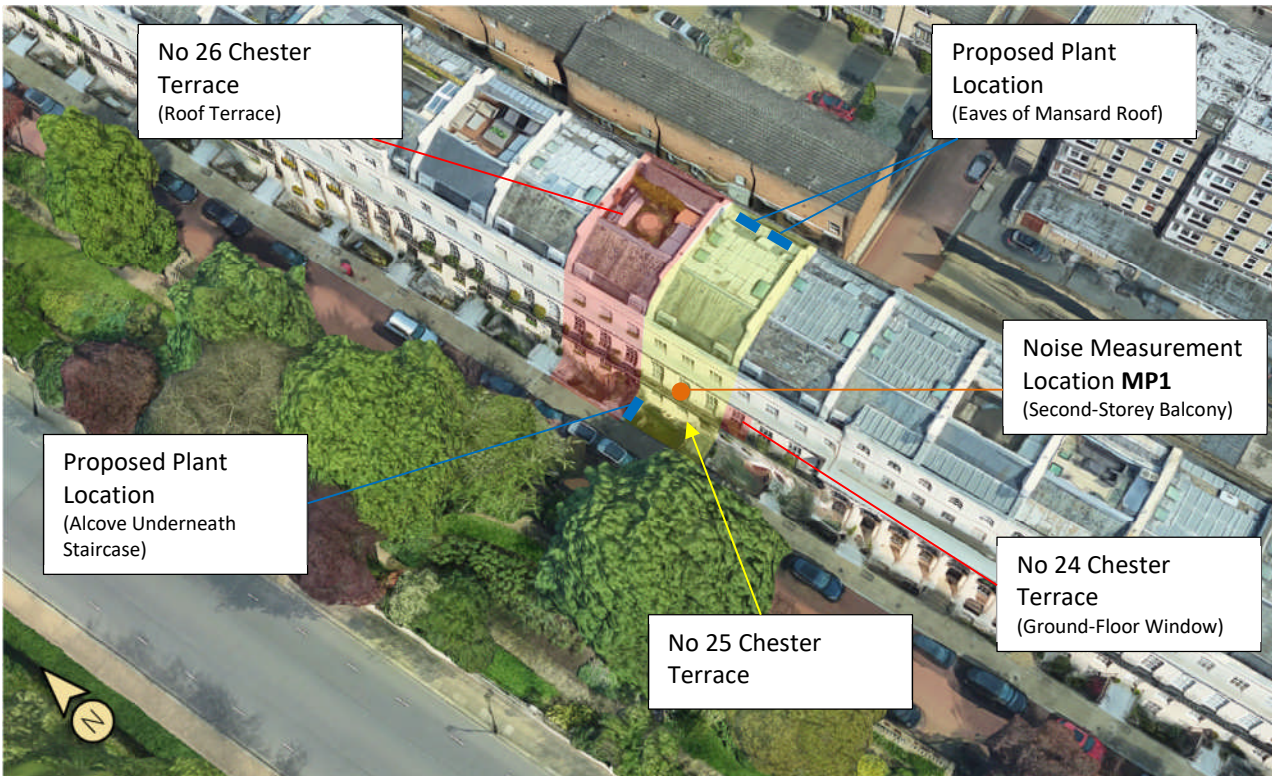 No 26 Chester
Terrace
(Roof Terrace)
Proposed Plant
Location
(Eaves of Mansard Roof)
Noise Measurement
Location MP1
(Second-Storey Balcony)
Proposed Plant
Location
(Alcove Underneath
Staircase)
No 24 Chester
Terrace
(Ground-Floor Window)
No 25 Chester
Terrace
N